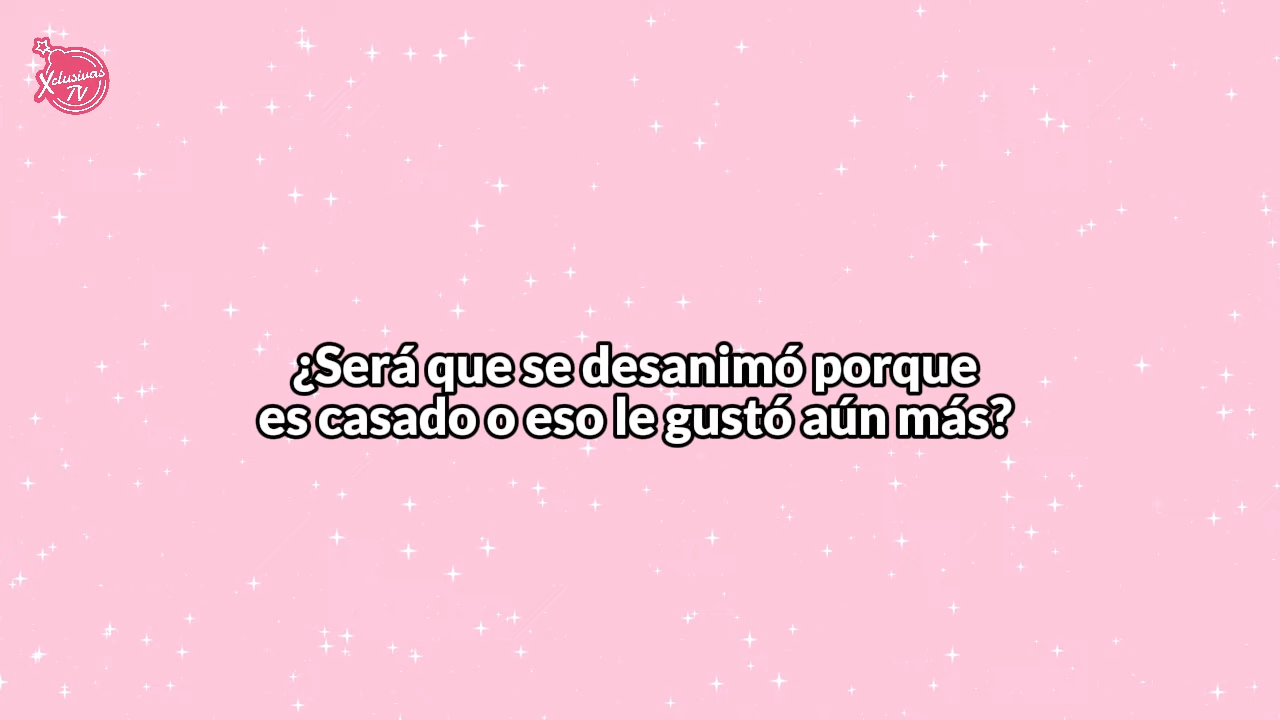 Xclusivas
TV
¿Será que se desanimó porque
es casado o eso le gustó aún más?